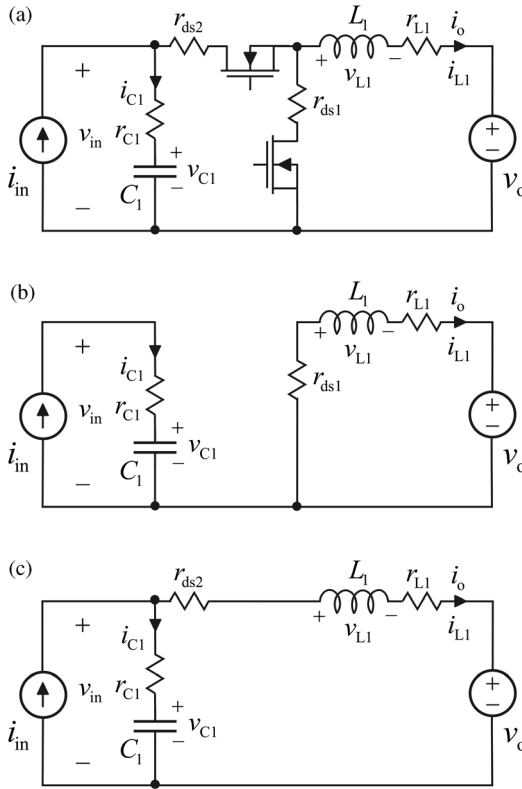 (a)
r_ds2
L_1
r_L1
i_o
+
+
v_L1
−
i_L1
i_C1
r_ds1
v_in
r_C1
+
v_C1
−
+
−
i_in
C_1
v_o
−
(b)
L_1
r_L1
i_o
+
+
v_L1
−
i_L1
i_C1
r_ds1
v_in
r_C1
+
v_C1
−
+
−
i_in
C_1
v_o
−
(c)
r_ds2
L_1
r_L1
i_o
+
+
v_L1
−
i_L1
i_C1
v_in
r_C1
+
v_C1
−
+
−
i_in
C_1
v_o
−